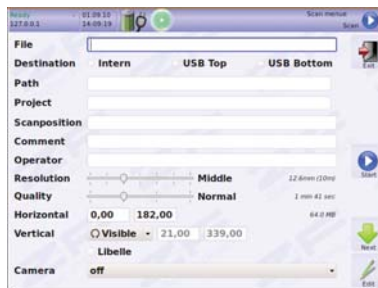 Ready 01.09.10 Scan menue
127.0.0.1 14:09:19 Scan
File
Destination Intern USB Top USB Bottom
Exit
Path
Project
Scanposition
Comment
Operator
Resolution Middle 12.6mm (10m)
Start
Quality Normal 1 min 41 sec
Horizontal 0,00 182,00 64.0 MB
Vertical Visible 21,00 339,00
Next
Libelle
Camera off
Edit